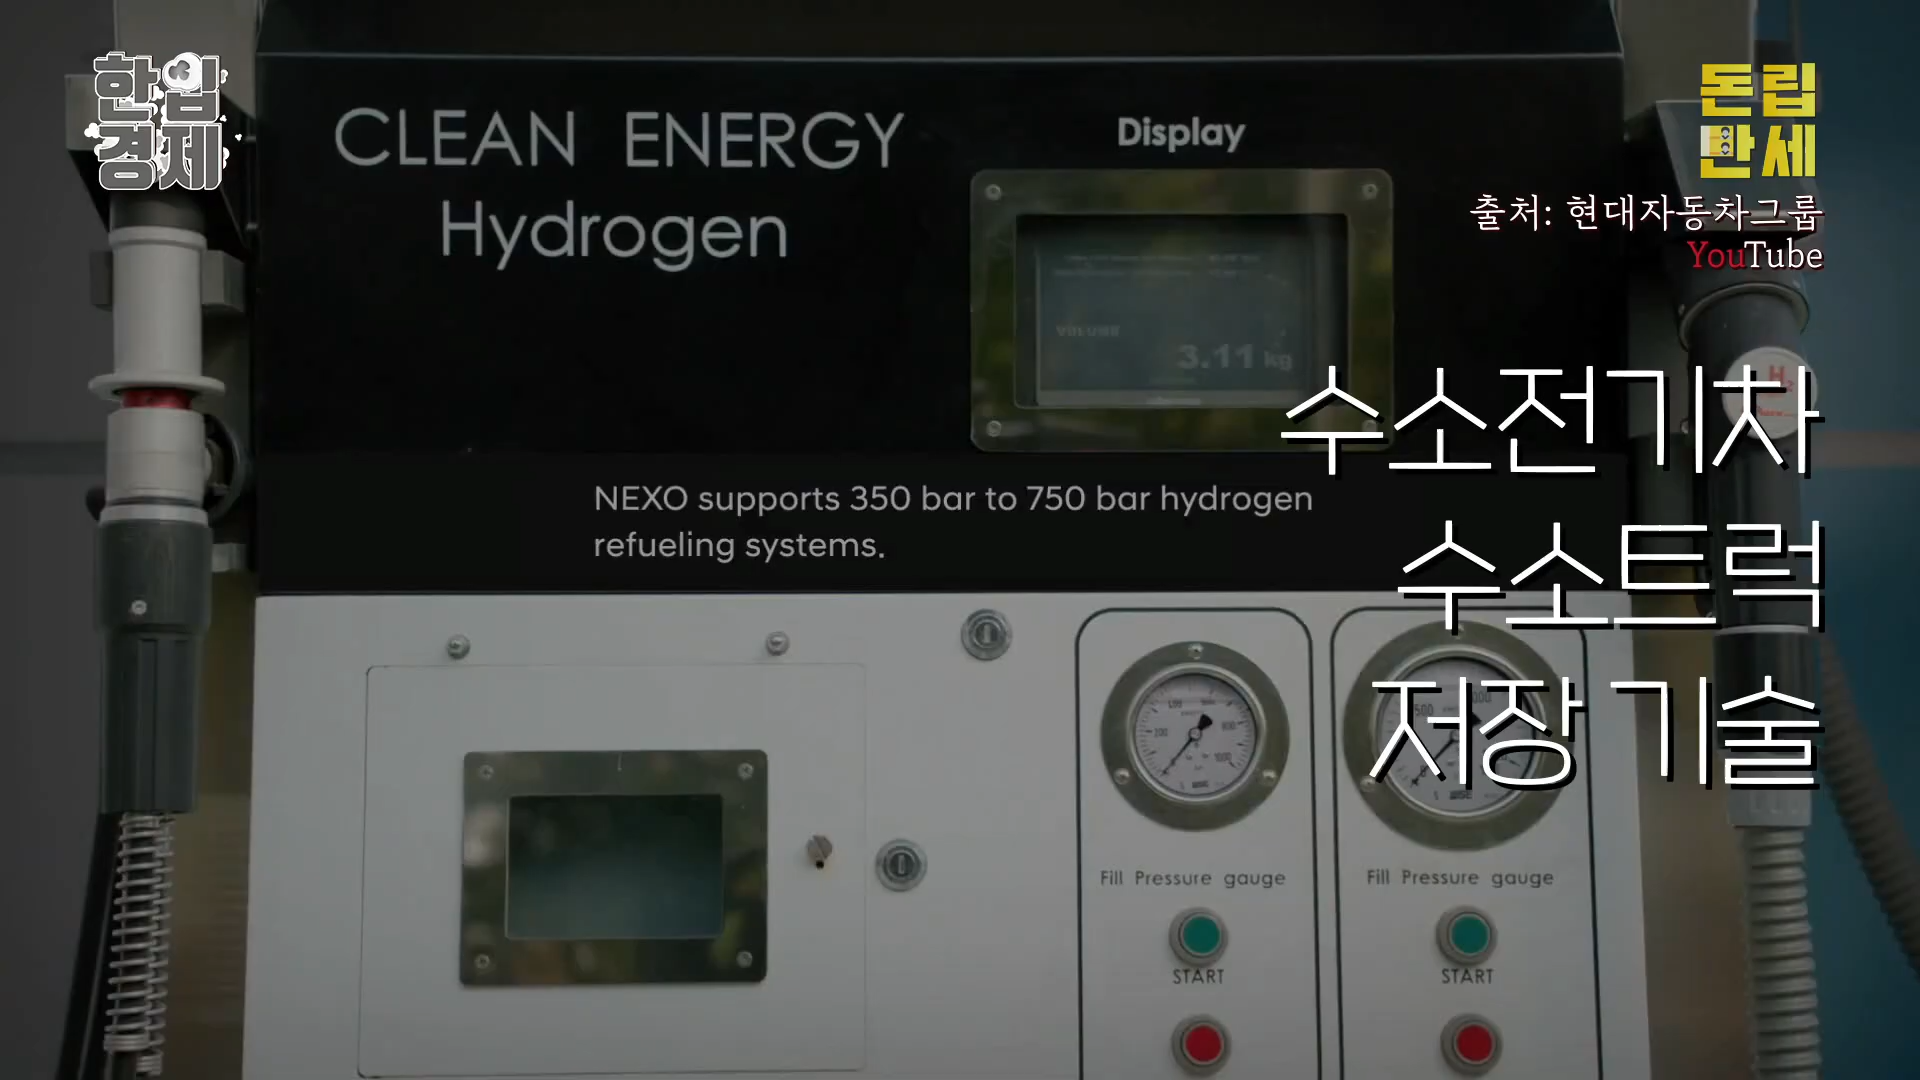 한입
경제
돈립
만세
출처: 현대자동차그룹
YouTube
CLEAN ENERGY
Hydrogen
Display
3.11 kg
수소전기차
NEXO supports 350 bar to 750 bar hydrogen
refueling systems.
수소트럭
저장 기술
Fill Pressure gauge
Fill Pressure gauge
START
START